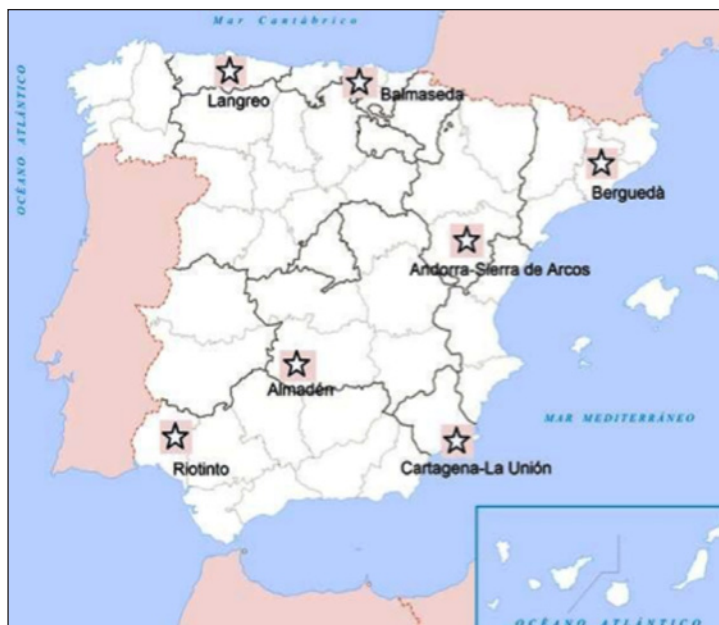 Mar Cantábrico
OCÉANO ATLÁNTICO
Langreo
Balmaseda
Berguedà
Andorra-Sierra de Arcos
Almadén
MAR MEDITERRÁNEO
Riotinto
Cartagena-La Unión
OCÉANO ATLÁNTICO